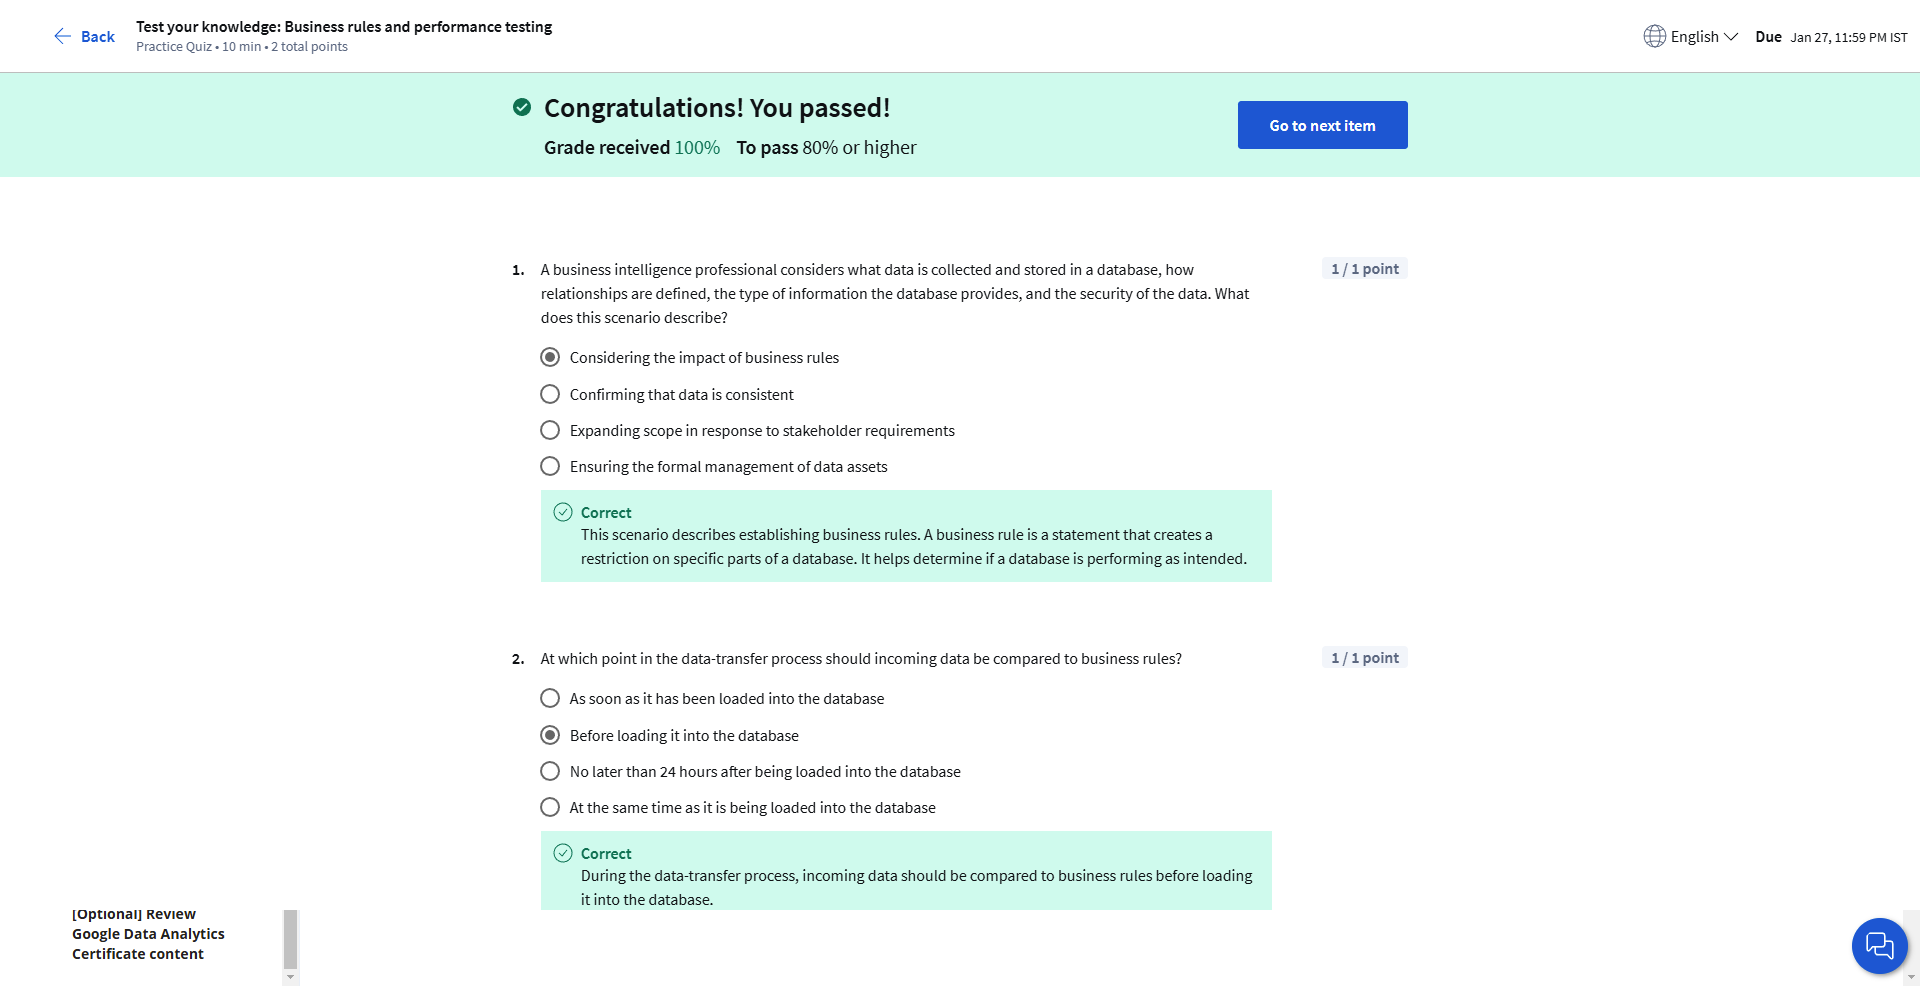 Back
Test your knowledge: Business rules and performance testing
Practice Quiz • 10 min • 2 total points
English
Due Jan 27, 11:59 PM IST
Congratulations! You passed!
Grade received 100% To pass 80% or higher
Go to next item
1. A business intelligence professional considers what data is collected and stored in a database, how
relationships are defined, the type of information the database provides, and the security of the data. What
does this scenario describe?
1 / 1 point
Considering the impact of business rules
Confirming that data is consistent
Expanding scope in response to stakeholder requirements
Ensuring the formal management of data assets
Correct
This scenario describes establishing business rules. A business rule is a statement that creates a
restriction on specific parts of a database. It helps determine if a database is performing as intended.
2. At which point in the data-transfer process should incoming data be compared to business rules?
1 / 1 point
As soon as it has been loaded into the database
Before loading it into the database
No later than 24 hours after being loaded into the database
At the same time as it is being loaded into the database
Correct
During the data-transfer process, incoming data should be compared to business rules before loading
it into the database.
[Optional] Review
Google Data Analytics
Certificate content